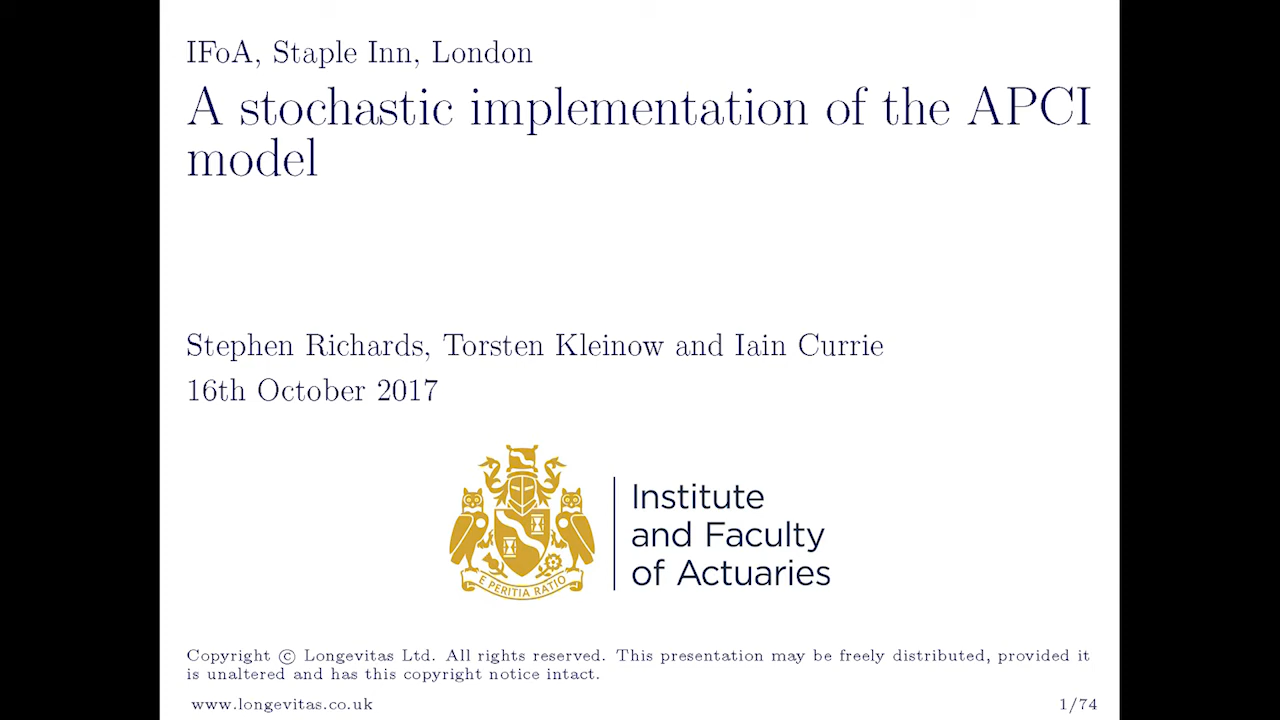 IFoA, Staple Inn, London
A stochastic implementation of the APCI
model
Stephen Richards, Torsten Kleinow and Iain Currie
16th October 2017
Institute
and Faculty
of Actuaries
E PERITIA RATIO
Copyright © Longevitas Ltd. All rights reserved. This presentation may be freely distributed, provided it
is unaltered and has this copyright notice intact.
www.longevitas.co.uk 1/74